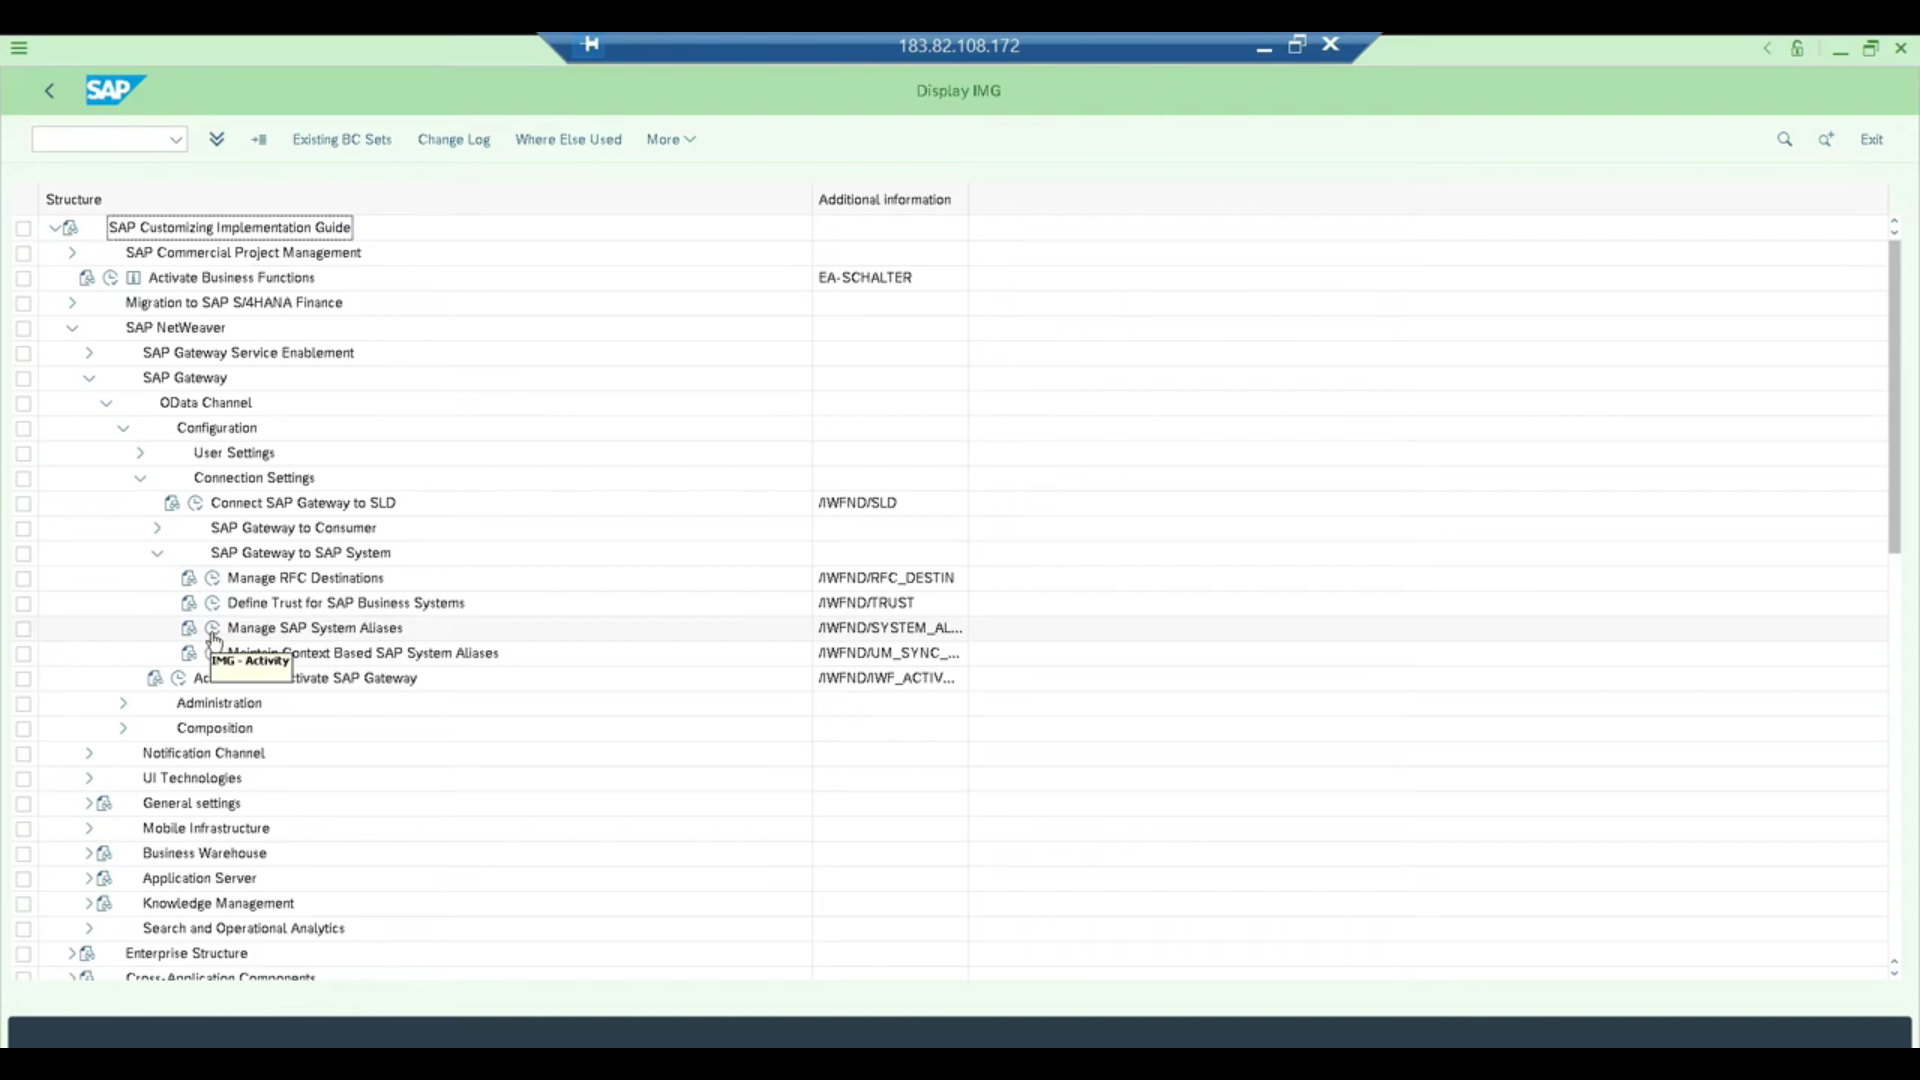 183.82.108.172
SAP
Display IMG
Existing BC Sets Change Log Where Else Used More Exit
Structure Additional information
SAP Customizing Implementation Guide
SAP Commercial Project Management
Activate Business Functions EA-SCHALTER
Migration to SAP S/4HANA Finance
SAP NetWeaver
SAP Gateway Service Enablement
SAP Gateway
OData Channel
Configuration
User Settings
Connection Settings
Connect SAP Gateway to SLD /IWFND/SLD
SAP Gateway to Consumer
SAP Gateway to SAP System
Manage RFC Destinations /IWFND/RFC_DESTIN
Define Trust for SAP Business Systems /IWFND/TRUST
Manage SAP System Aliases /IWFND/SYSTEM_AL...
Maintain Context Based SAP System Aliases /IWFND/UM_SYNC_...
IMG - Activity
SAP Gateway /IWFND/IWF_ACTIV...
Administration
Composition
Notification Channel
UI Technologies
General settings
Mobile Infrastructure
Business Warehouse
Application Server
Knowledge Management
Search and Operational Analytics
Enterprise Structure
Cross-Application Components